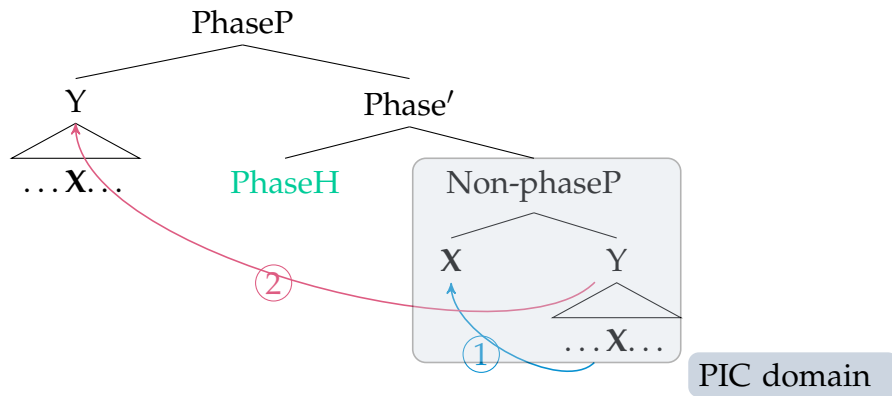 PhaseP
Y
Phase′
…X…
PhaseH
Non-phaseP
X
Y
②
①
…X…
PIC domain